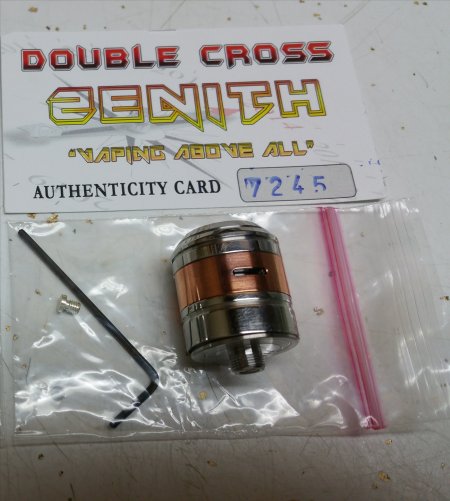 DOUBLE CROSS
ZENITH
"VAPING ABOVE ALL"
AUTHENTICITY CARD 7245